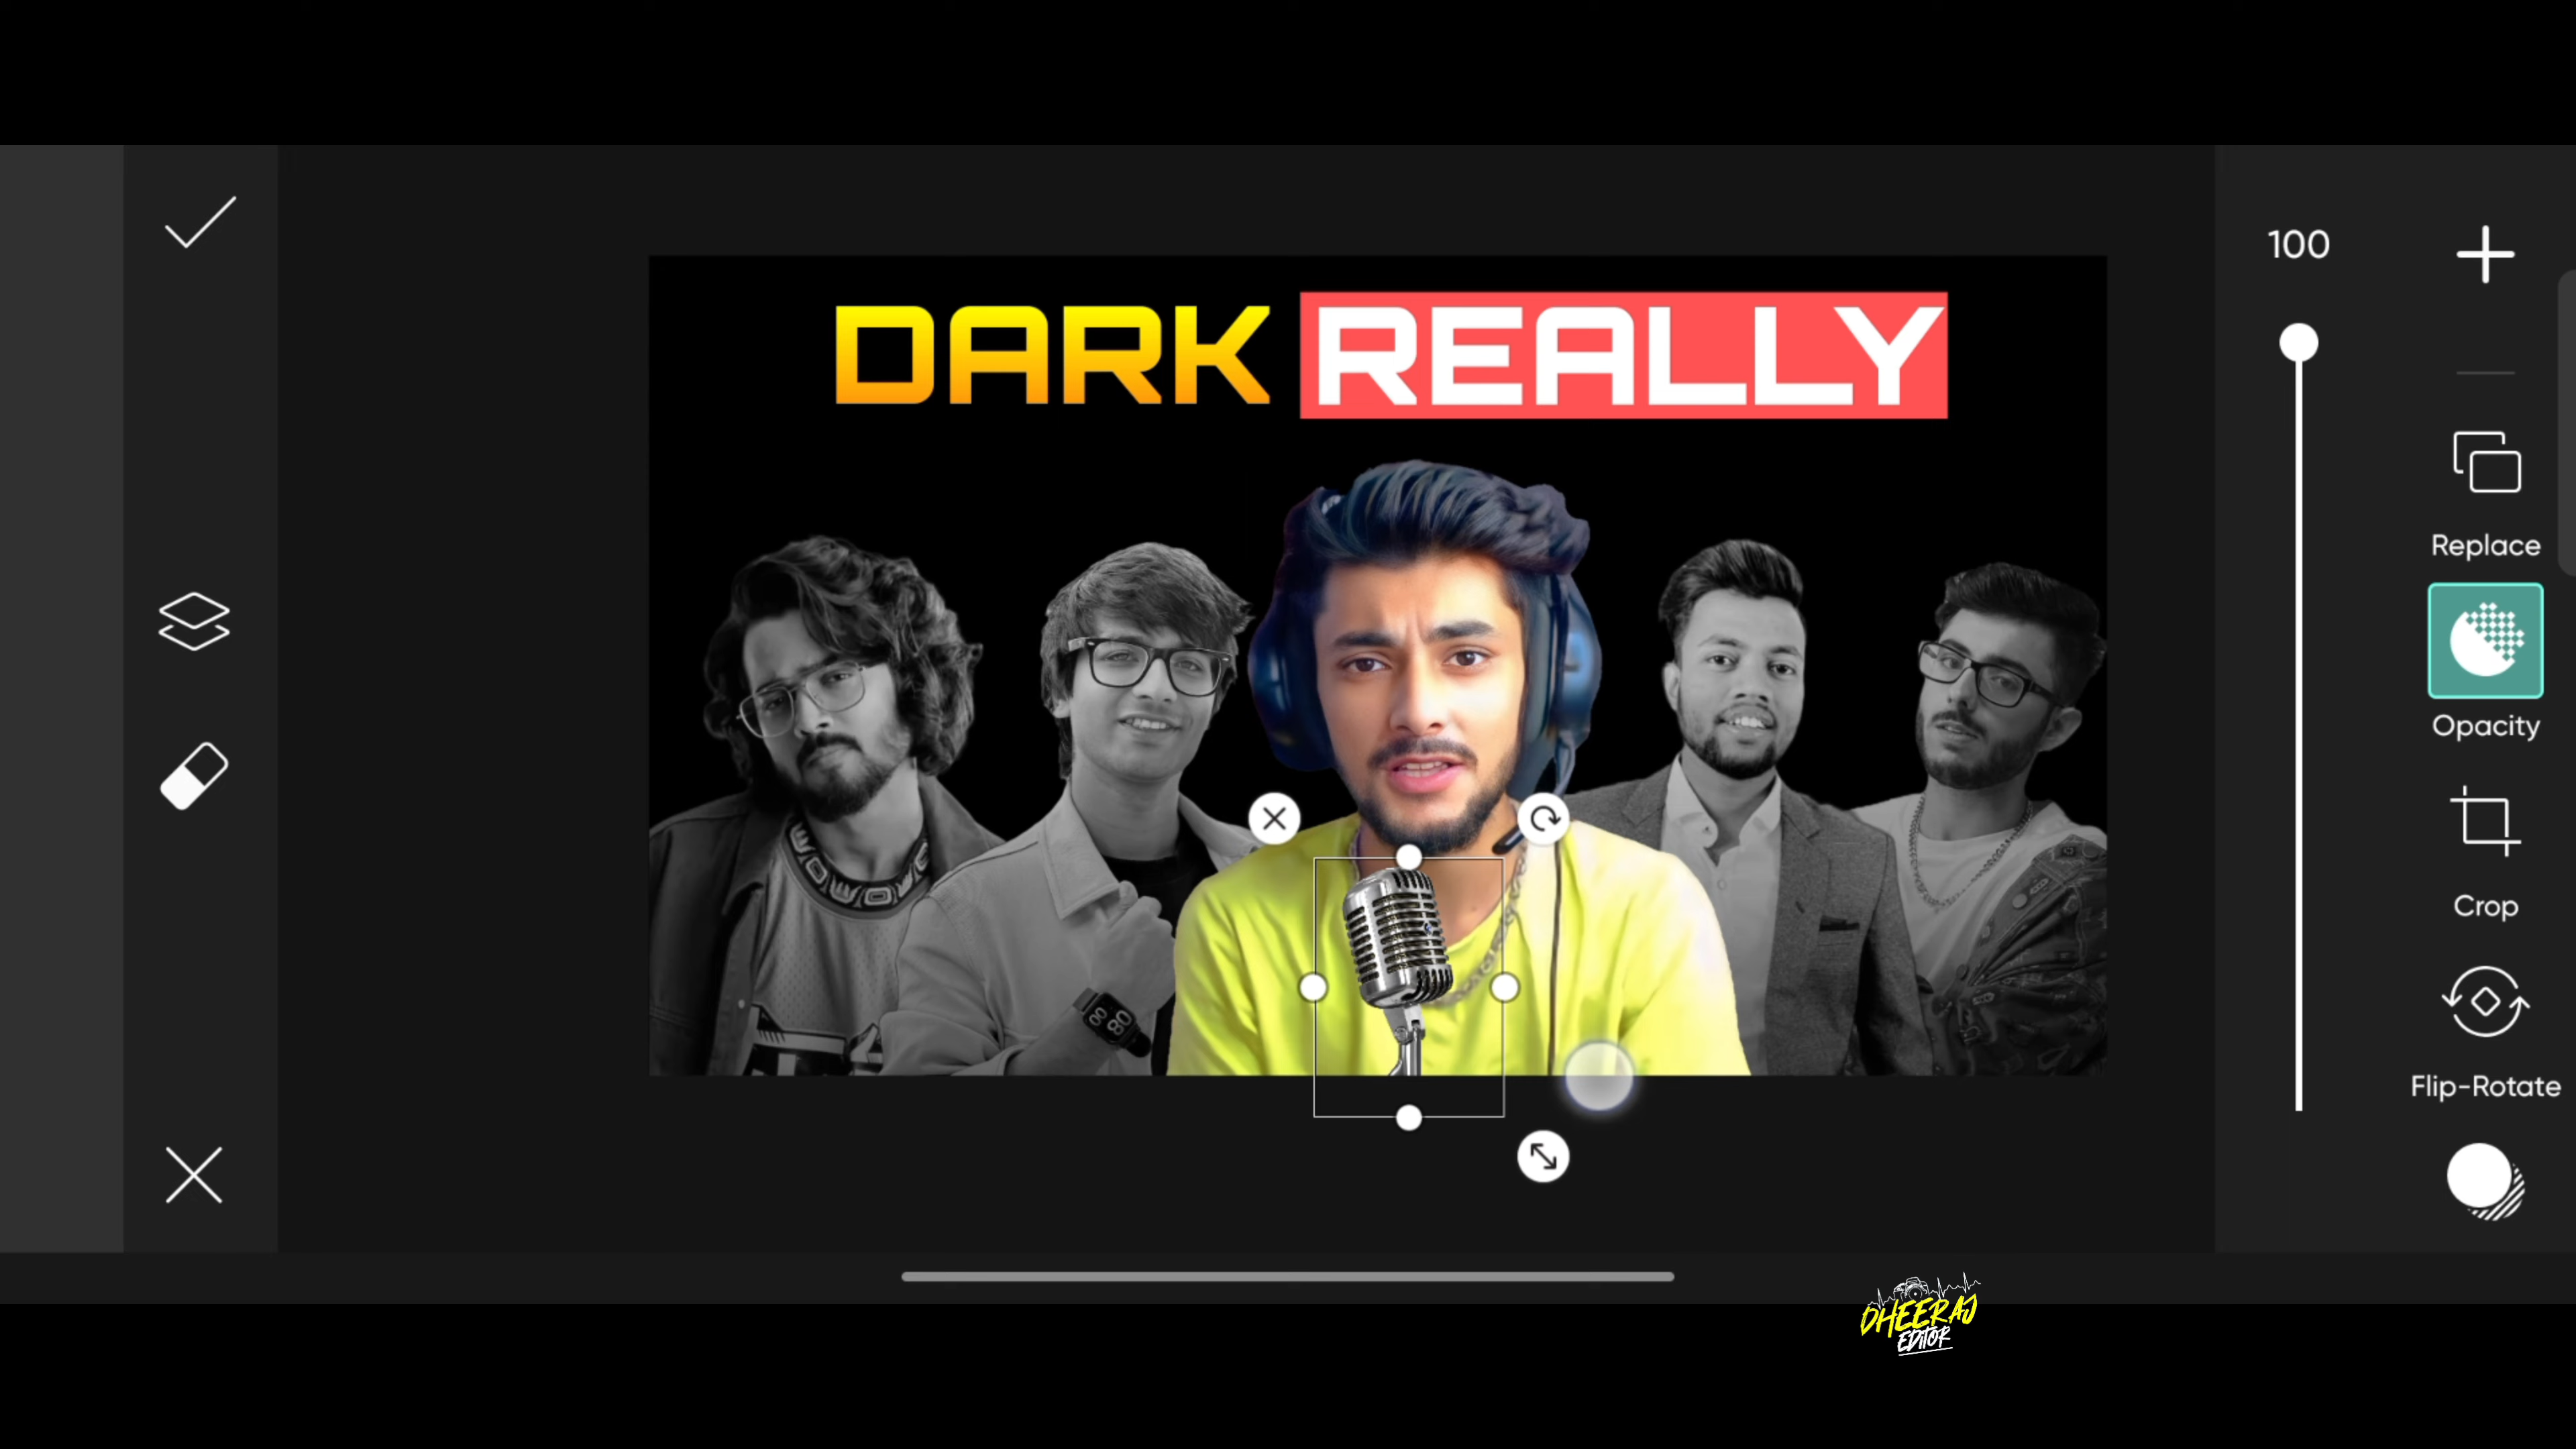 100
DARK REALLY
Replace
Opacity
Crop
Flip-Rotate
DHEERAJ
EDITOR